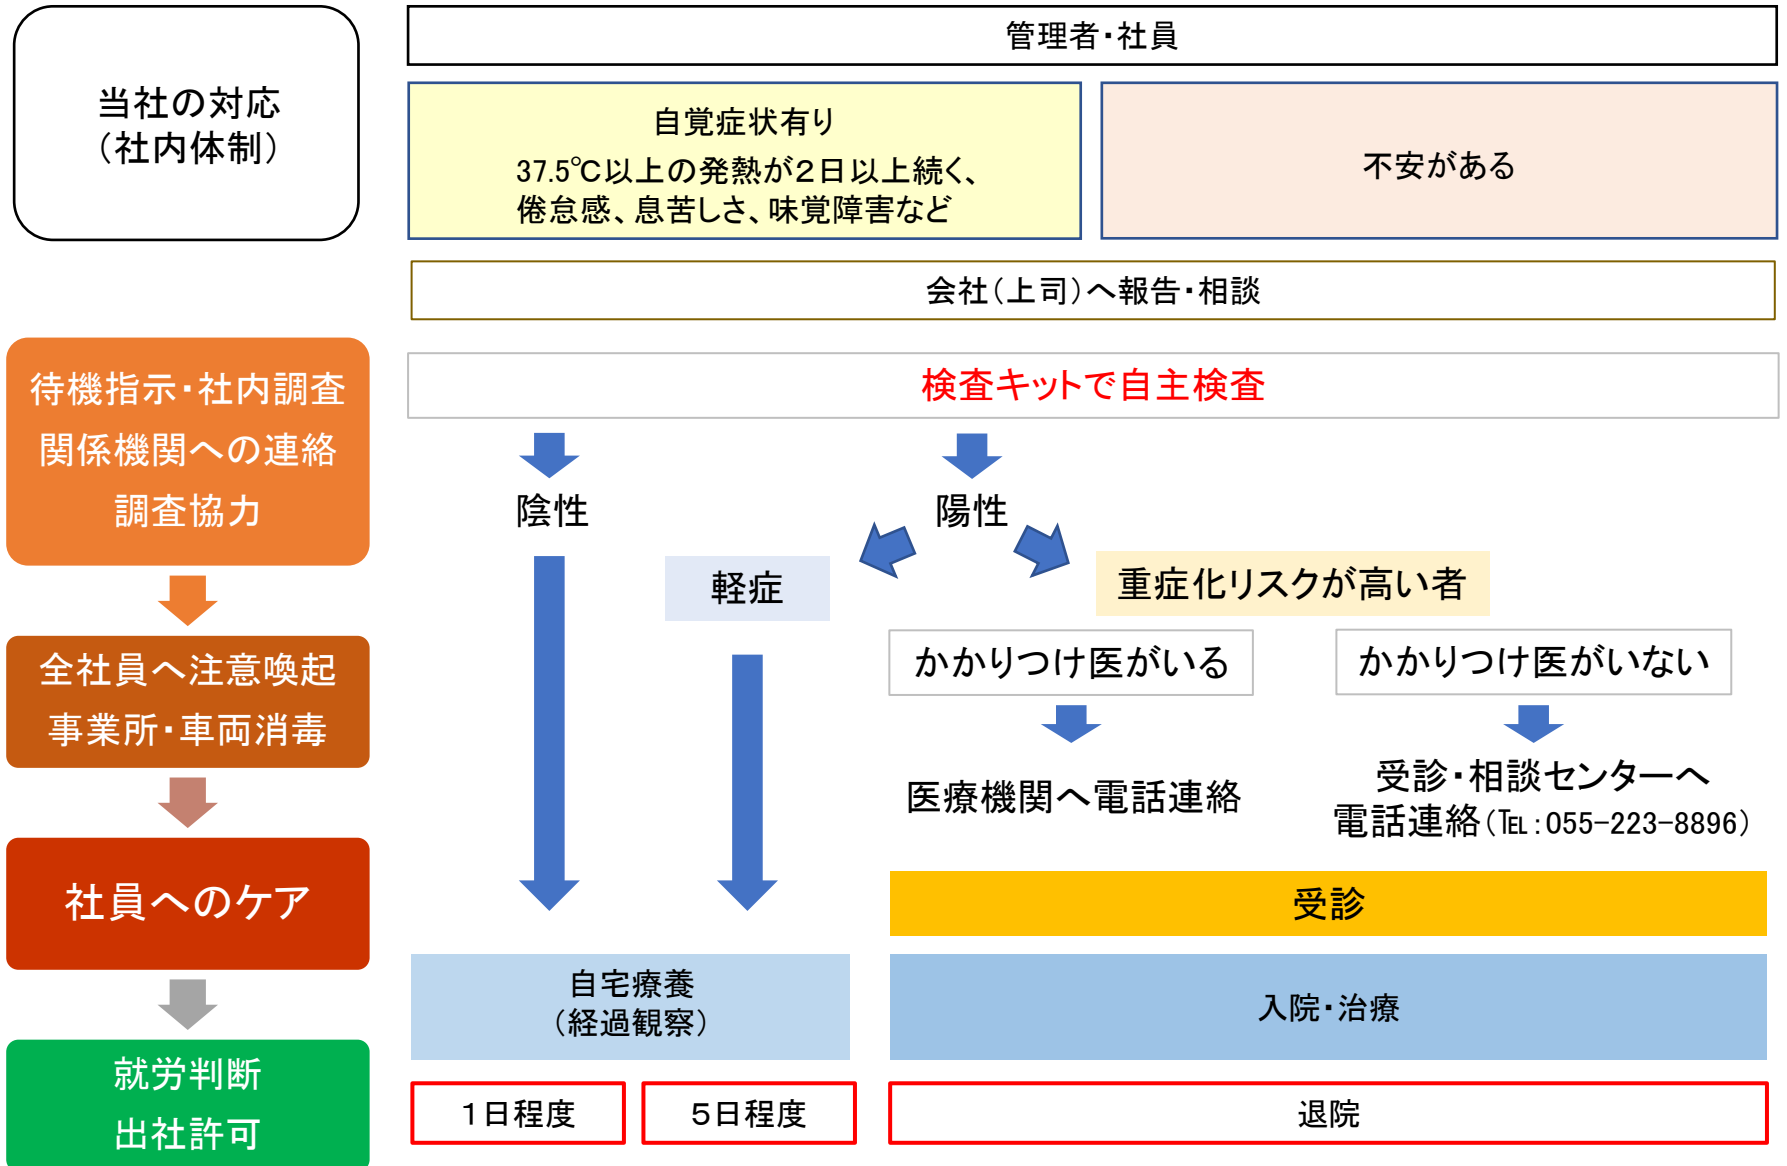 当社の対応
（社内体制）
管理者・社員
自覚症状有り
37.5℃以上の発熱が２日以上続く、
倦怠感、息苦しさ、味覚障害など
不安がある
会社（上司）へ報告・相談
待機指示・社内調査
関係機関への連絡
調査協力
検査キットで自主検査
陰性
陽性
軽症
重症化リスクが高い者
全社員へ注意喚起
事業所・車両消毒
かかりつけ医がいる
かかりつけ医がいない
医療機関へ電話連絡
受診・相談センターへ
電話連絡（℡：055-223-8896）
社員へのケア
受診
自宅療養
（経過観察）
入院・治療
就労判断
出社許可
１日程度
５日程度
退院